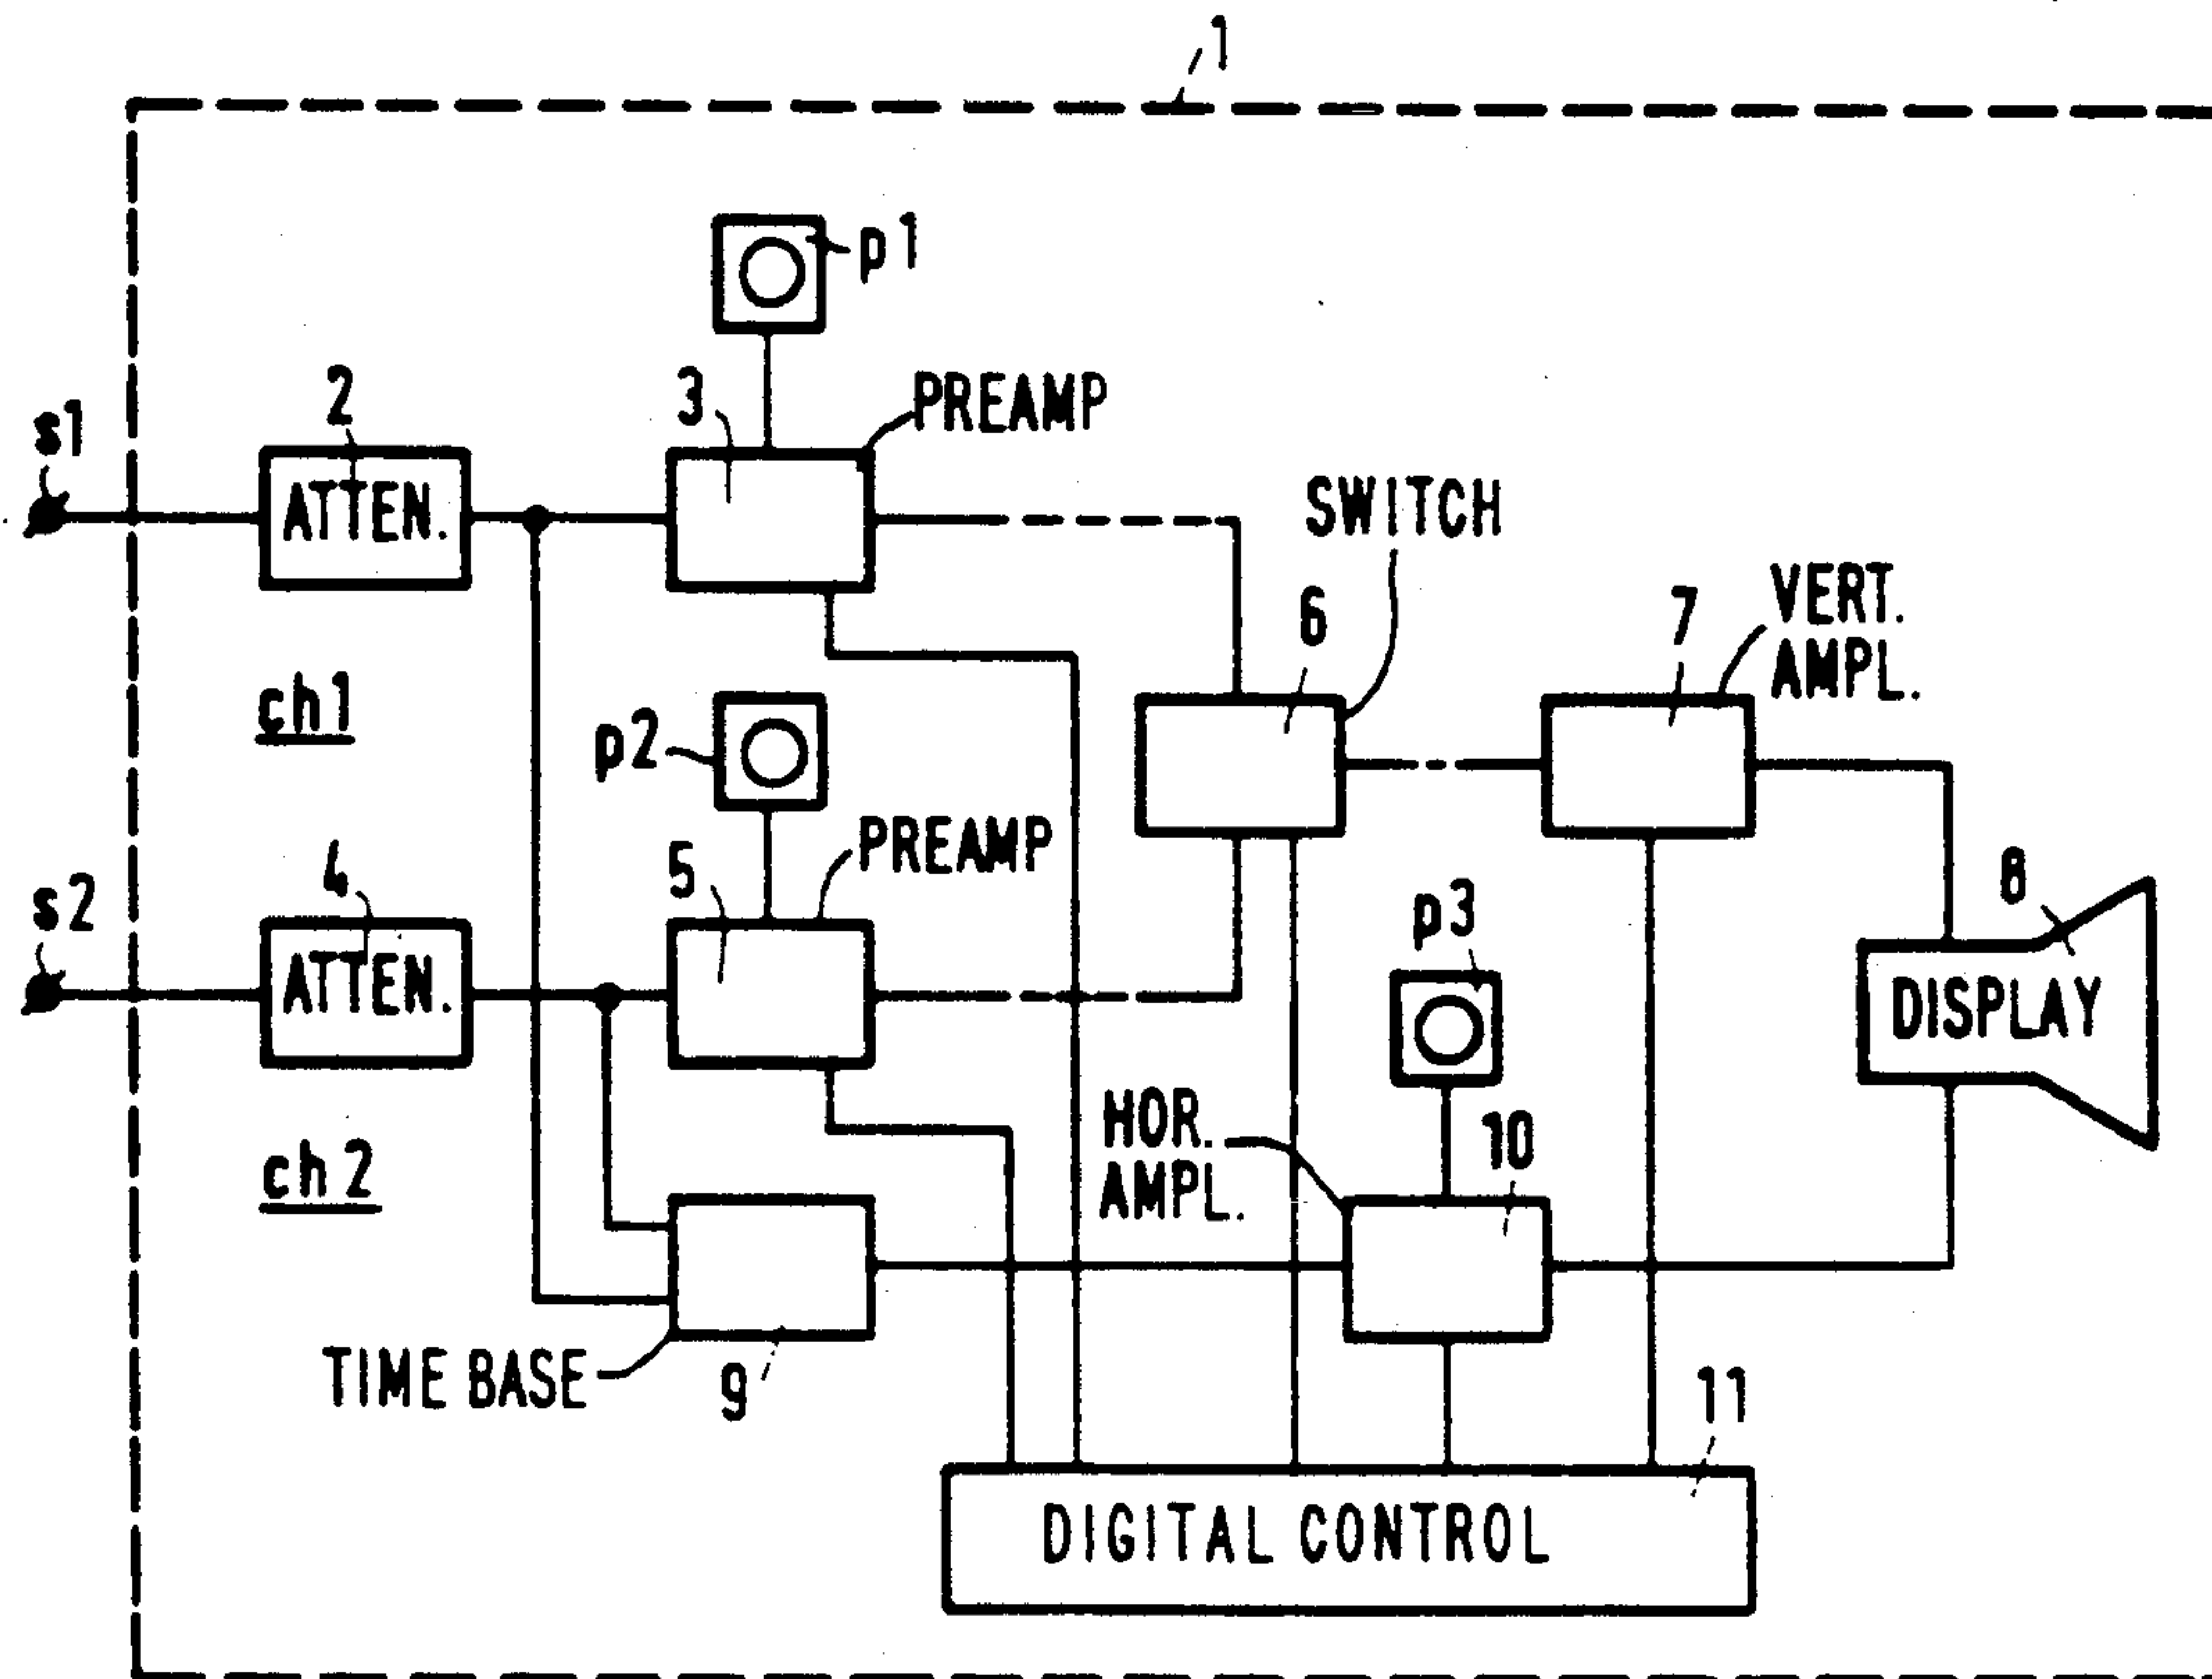 1
p1
2
3
PREAMP
s1
ATTEN.
SWITCH
6
7
VERT.
AMPL.
ch1
p2
PREAMP
4
5
s2
p3
8
ATTEN.
DISPLAY
HOR.
AMPL.
10
ch2
TIME BASE
9
11
DIGITAL CONTROL